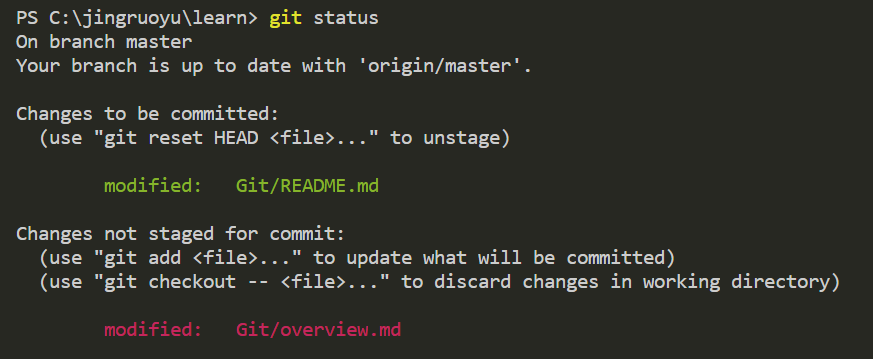 PS C:\jingruoyu\learn> git status
On branch master
Your branch is up to date with 'origin/master'.
Changes to be committed:
(use "git reset HEAD <file>..." to unstage)
modified: Git/README.md
Changes not staged for commit:
(use "git add <file>..." to update what will be committed)
(use "git checkout -- <file>..." to discard changes in working directory)
modified: Git/overview.md